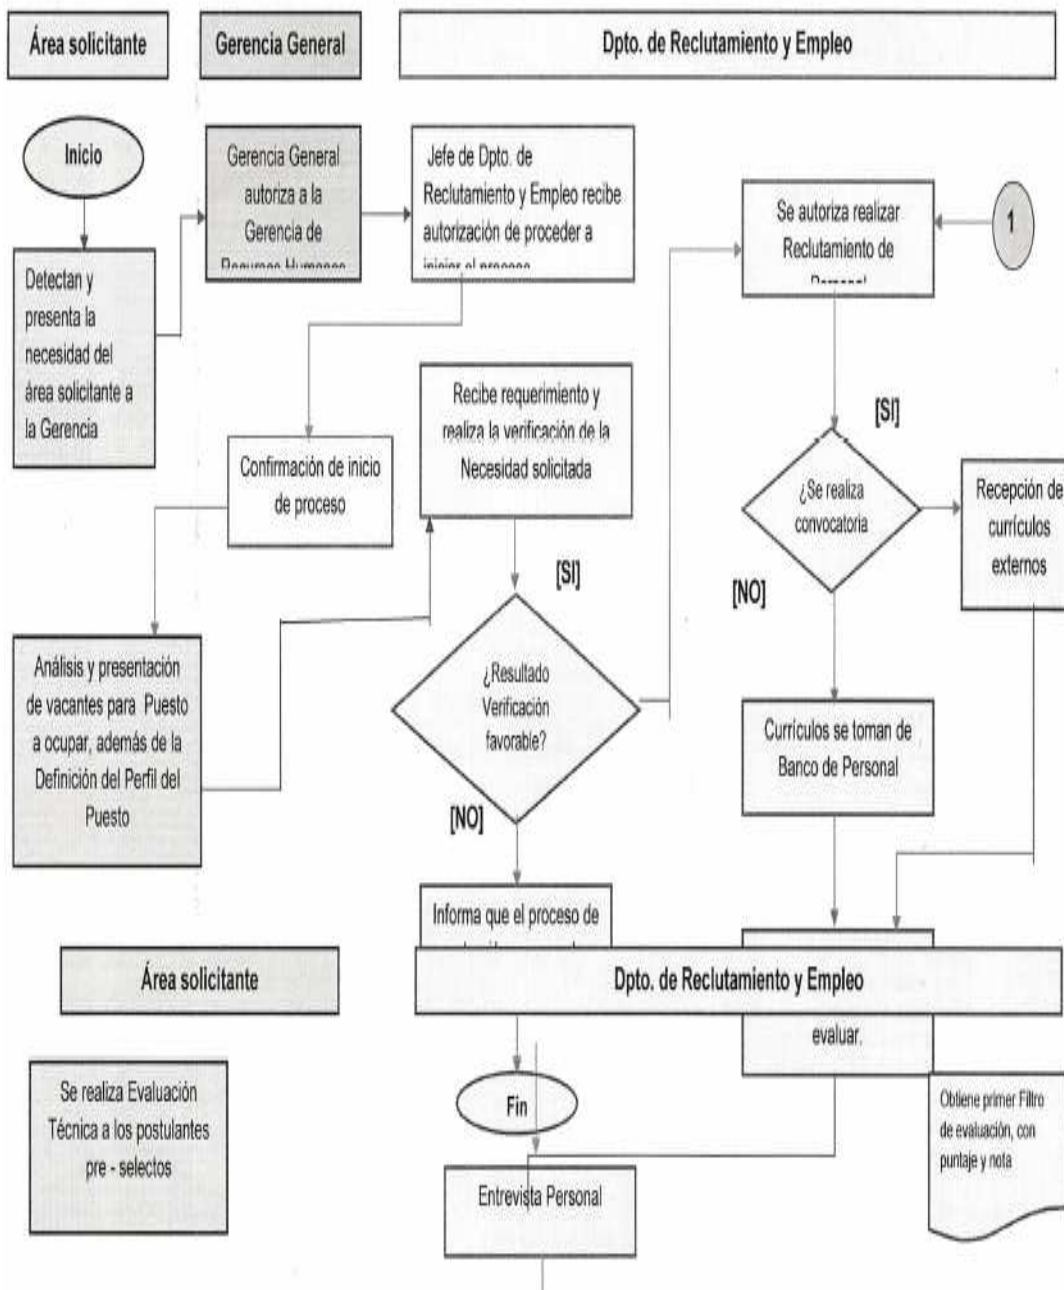 Área solicitante
Gerencia General
Dpto. de Reclutamiento y Empleo
Inicio
Gerencia General
autoriza a la
Gerencia de
Recursos Humanos
Jefe de Dpto. de
Reclutamiento y Empleo recibe
autorización de proceder a
iniciar el proceso
Se autoriza realizar
Reclutamiento de
Personal
1
Detectan y
presenta la
necesidad del
área solicitante a
la Gerencia
Recibe requerimiento y
realiza la verificación de la
Necesidad solicitada
Confirmación de inicio
de proceso
[SI]
¿Se realiza
convocatoria
Recepción de
currículos
externos
[NO]
[SI]
Análisis y presentación
de vacantes para Puesto
a ocupar, además de la
Definición del Perfil del
Puesto
¿Resultado
Verificación
favorable?
Currículos se toman de
Banco de Personal
[NO]
Informa que el proceso de
Área solicitante
Dpto. de Reclutamiento y Empleo
evaluar.
Se realiza Evaluación
Técnica a los postulantes
pre - selectos
Fin
Obtiene primer Filtro
de evaluación, con
puntaje y nota
Entrevista Personal